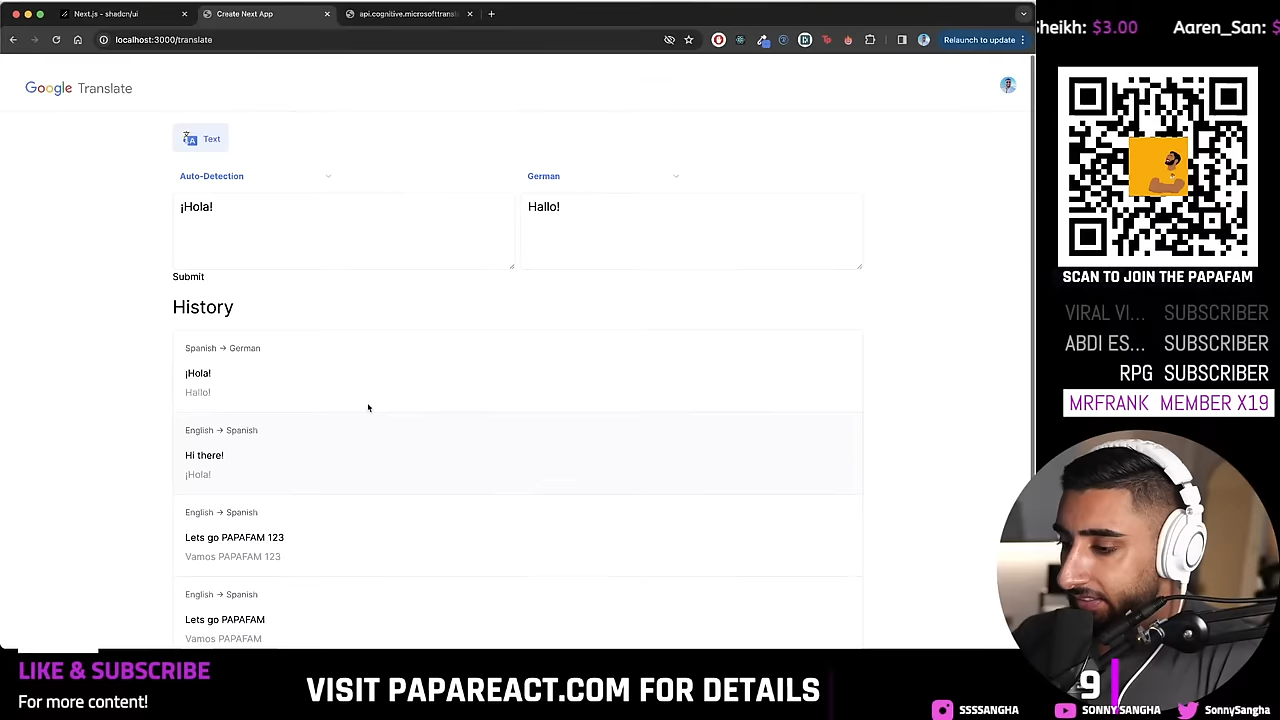 Next.js - shadcn/ui
Create Next App
api.cognitive.microsofttransl
localhost:3000/translate
Relaunch to update
Google Translate
Text
Auto-Detection
German
¡Hola!
Hallo!
Submit
History
Spanish → German
¡Hola!
Hallo!
English → Spanish
Hi there!
¡Hola!
English → Spanish
Lets go PAPAFAM 123
Vamos PAPAFAM 123
English → Spanish
Lets go PAPAFAM
Vamos PAPAFAM
Sheikh: $3.00 Aaren_San: $
SCAN TO JOIN THE PAPAFAM
VIRAL VI... SUBSCRIBER
ABDI ES... SUBSCRIBER
RPG SUBSCRIBER
MRFRANK MEMBER X19
LIKE & SUBSCRIBE
For more content!
VISIT PAPAREACT.COM FOR DETAILS
9
SSSSANGHA
SONNY SANGHA
SonnySangha